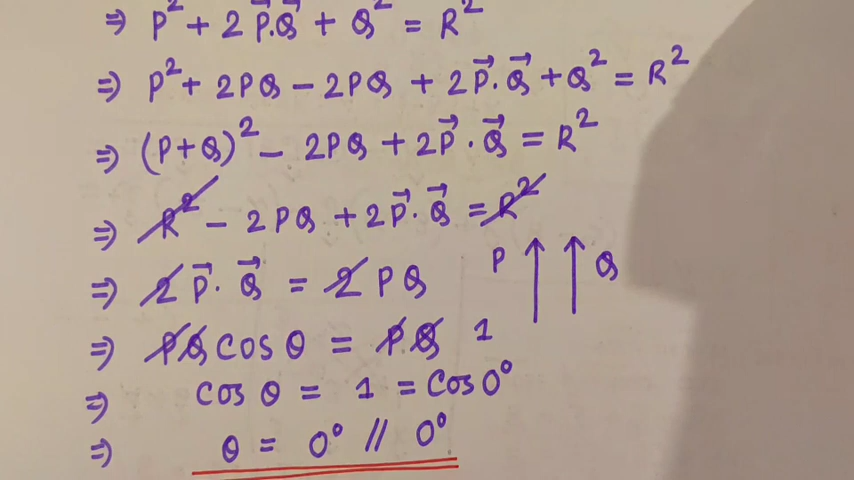 ⇒ P² + 2P⃗.Q⃗ + Q² = R²
⇒ P² + 2PQ − 2PQ + 2P⃗.Q⃗ + Q² = R²
⇒ (P+Q)² − 2PQ + 2P⃗.Q⃗ = R²
⇒ R² − 2PQ + 2P⃗.Q⃗ = R²
P Q
⇒ 2P⃗.Q⃗ = 2PQ
⇒ PQ cos θ = PQ 1
⇒ cos θ = 1 = Cos 0°
⇒ θ = 0° // 0°